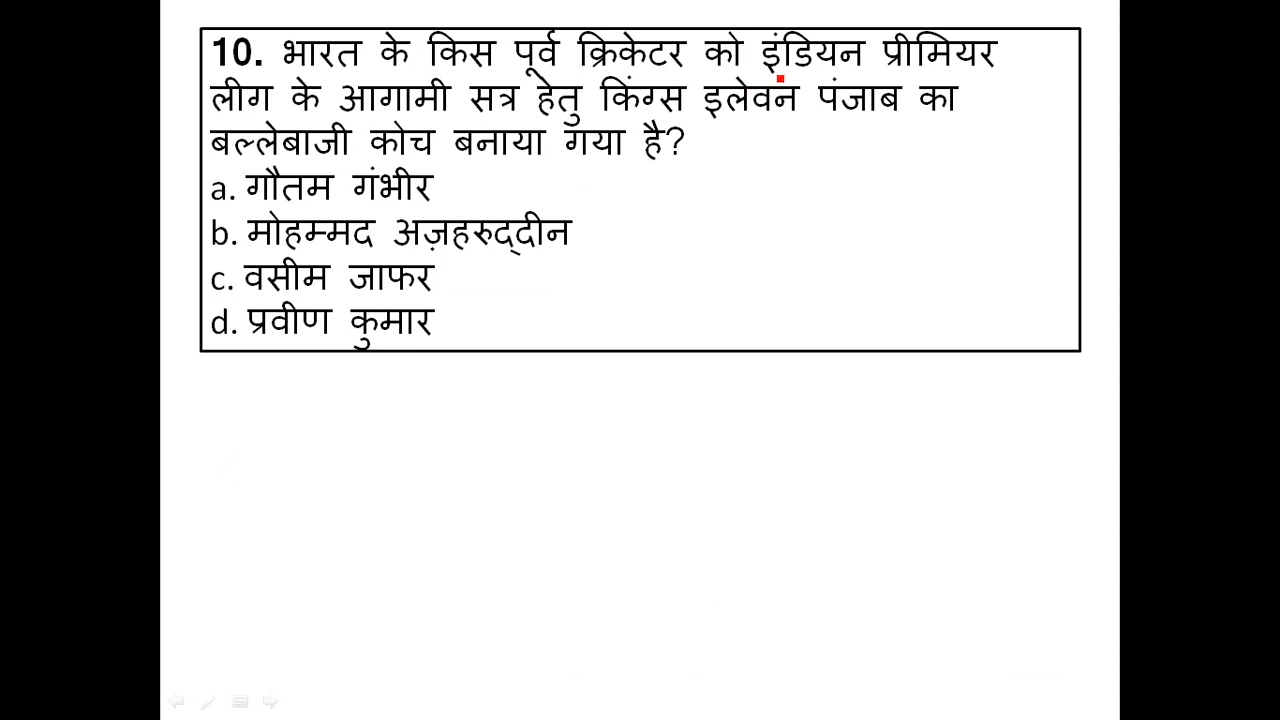 10. भारत के किस पूर्व क्रिकेटर को इंडियन प्रीमियर
लीग के आगामी सत्र हेतु किंग्स इलेवन पंजाब का
बल्लेबाजी कोच बनाया गया है?
a. गौतम गंभीर
b. मोहम्मद अज़हरुद्दीन
c. वसीम जाफर
d. प्रवीण कुमार